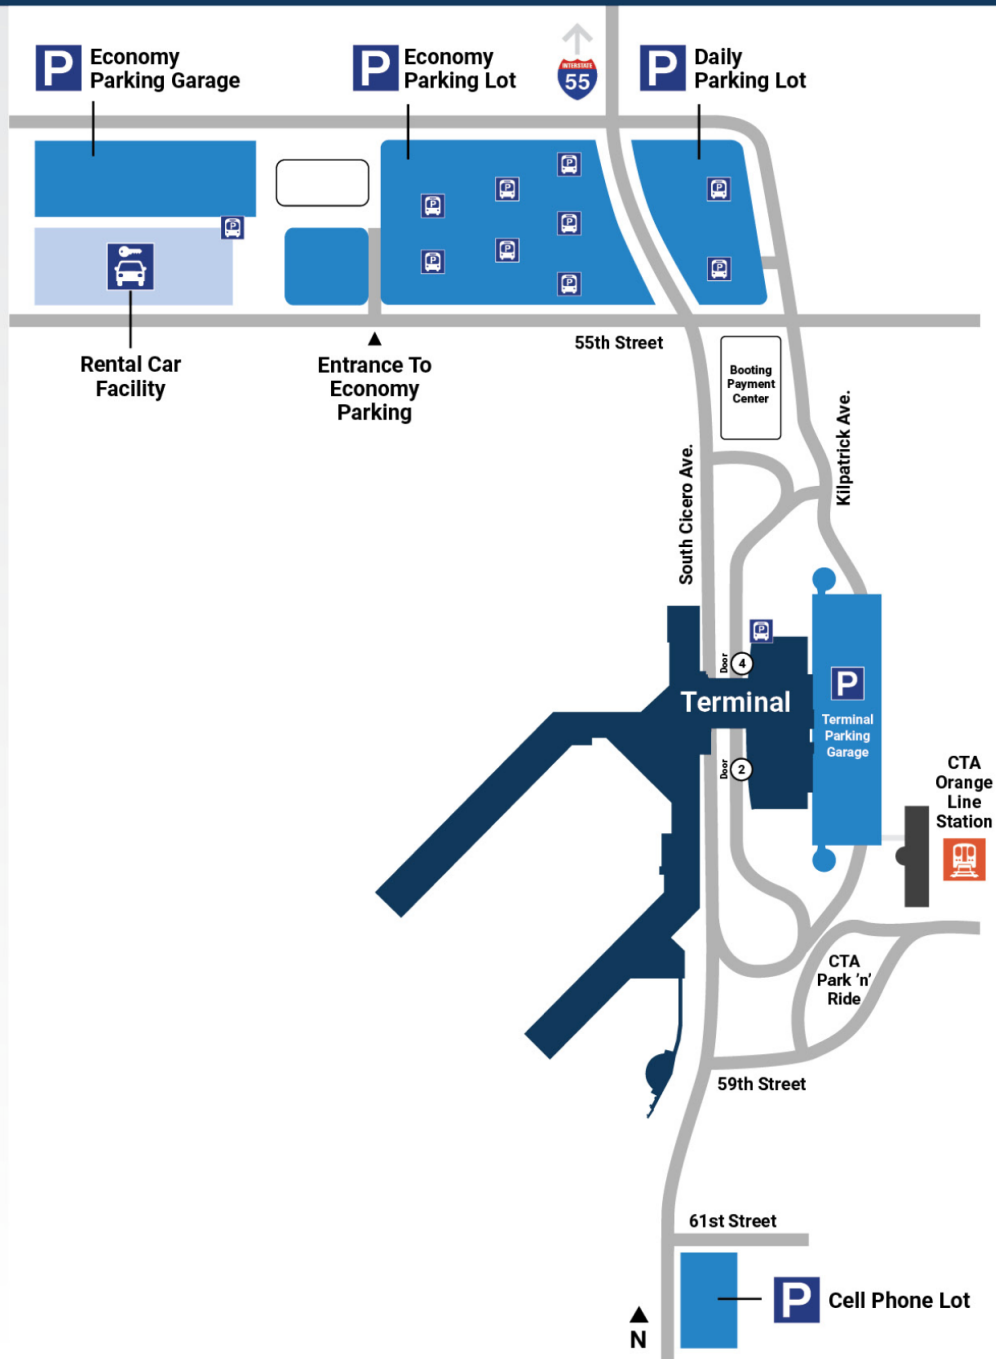 P Economy
Parking Garage
P Economy
Parking Lot
INTERSTATE
55
P Daily
Parking Lot
P
P
P
P
P
P
P
P
P
P
Rental Car
Facility
Entrance To
Economy
Parking
55th Street
Booting
Payment
Center
Kilpatrick Ave.
South Cicero Ave.
P
Door 4
Terminal
P
Terminal
Parking
Garage
Door 2
CTA
Orange
Line
Station
CTA
Park 'n'
Ride
59th Street
61st Street
P Cell Phone Lot
N